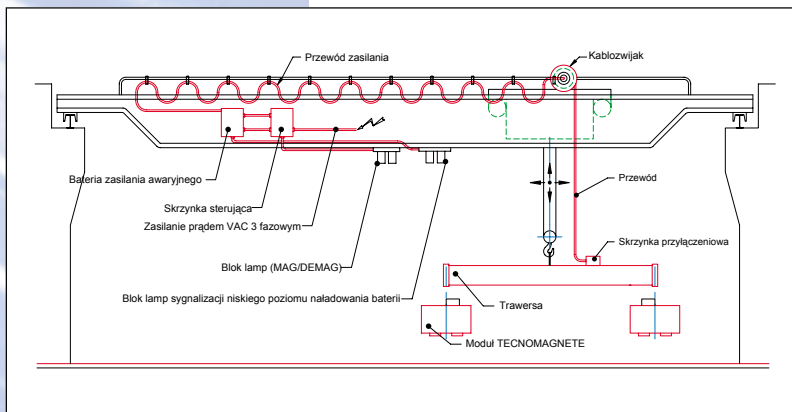 Przewód zasilania
Kablozwijak
Bateria zasilania awaryjnego
Skrzynka sterująca
Zasilanie prądem VAC 3 fazowym
Przewód
Skrzynka przyłączeniowa
Blok lamp (MAG/DEMAG)
Blok lamp sygnalizacji niskiego poziomu naładowania baterii
Trawersa
Moduł TECNOMAGNETE